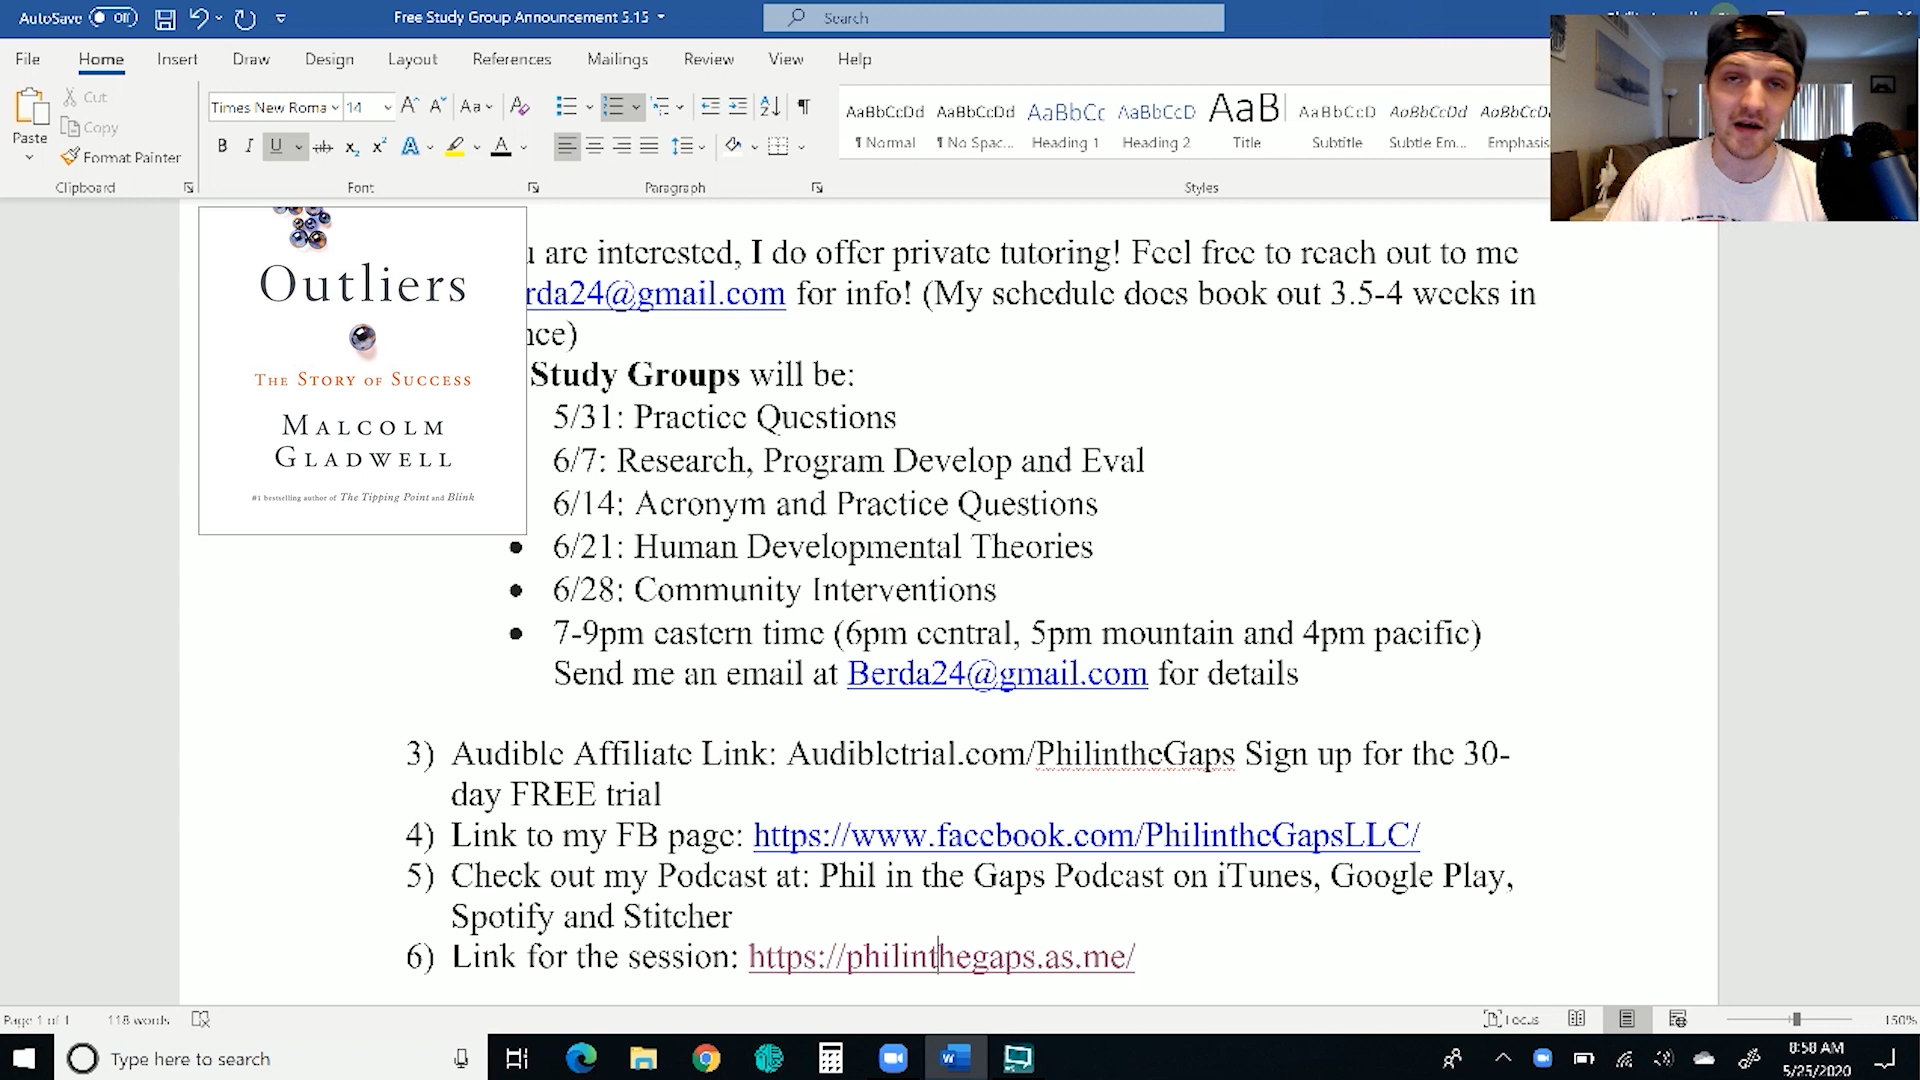 AutoSave Off Free Study Group Announcement 5.15 Search
File Home Insert Draw Design Layout References Mailings Review View Help
Paste Cut Copy Format Painter
Times New Roma 14
AaBbCcDd AaBbCcDd AaBbCc AaBbCcD AaB AaBbCcD AaBbCcDd AaBbCcDd
¶ Normal ¶ No Spac... Heading 1 Heading 2 Title Subtitle Subtle Em... Emphasis
Clipboard Font Paragraph Styles
Outliers
THE STORY OF SUCCESS
MALCOLM
GLADWELL
#1 bestselling author of The Tipping Point and Blink
u are interested, I do offer private tutoring! Feel free to reach out to me
rda24@gmail.com for info! (My schedule does book out 3.5-4 weeks in
nce)
Study Groups will be:
5/31: Practice Questions
6/7: Research, Program Develop and Eval
6/14: Acronym and Practice Questions
• 6/21: Human Developmental Theories
• 6/28: Community Interventions
• 7-9pm eastern time (6pm central, 5pm mountain and 4pm pacific)
Send me an email at Berda24@gmail.com for details
3) Audible Affiliate Link: Audibletrial.com/PhilintheGaps Sign up for the 30-
day FREE trial
4) Link to my FB page: https://www.facebook.com/PhilintheGapsLLC/
5) Check out my Podcast at: Phil in the Gaps Podcast on iTunes, Google Play,
Spotify and Stitcher
6) Link for the session: https://philinthegaps.as.me/
Page 1 of 1 118 words Focus 150%
Type here to search
8:58 AM
5/25/2020